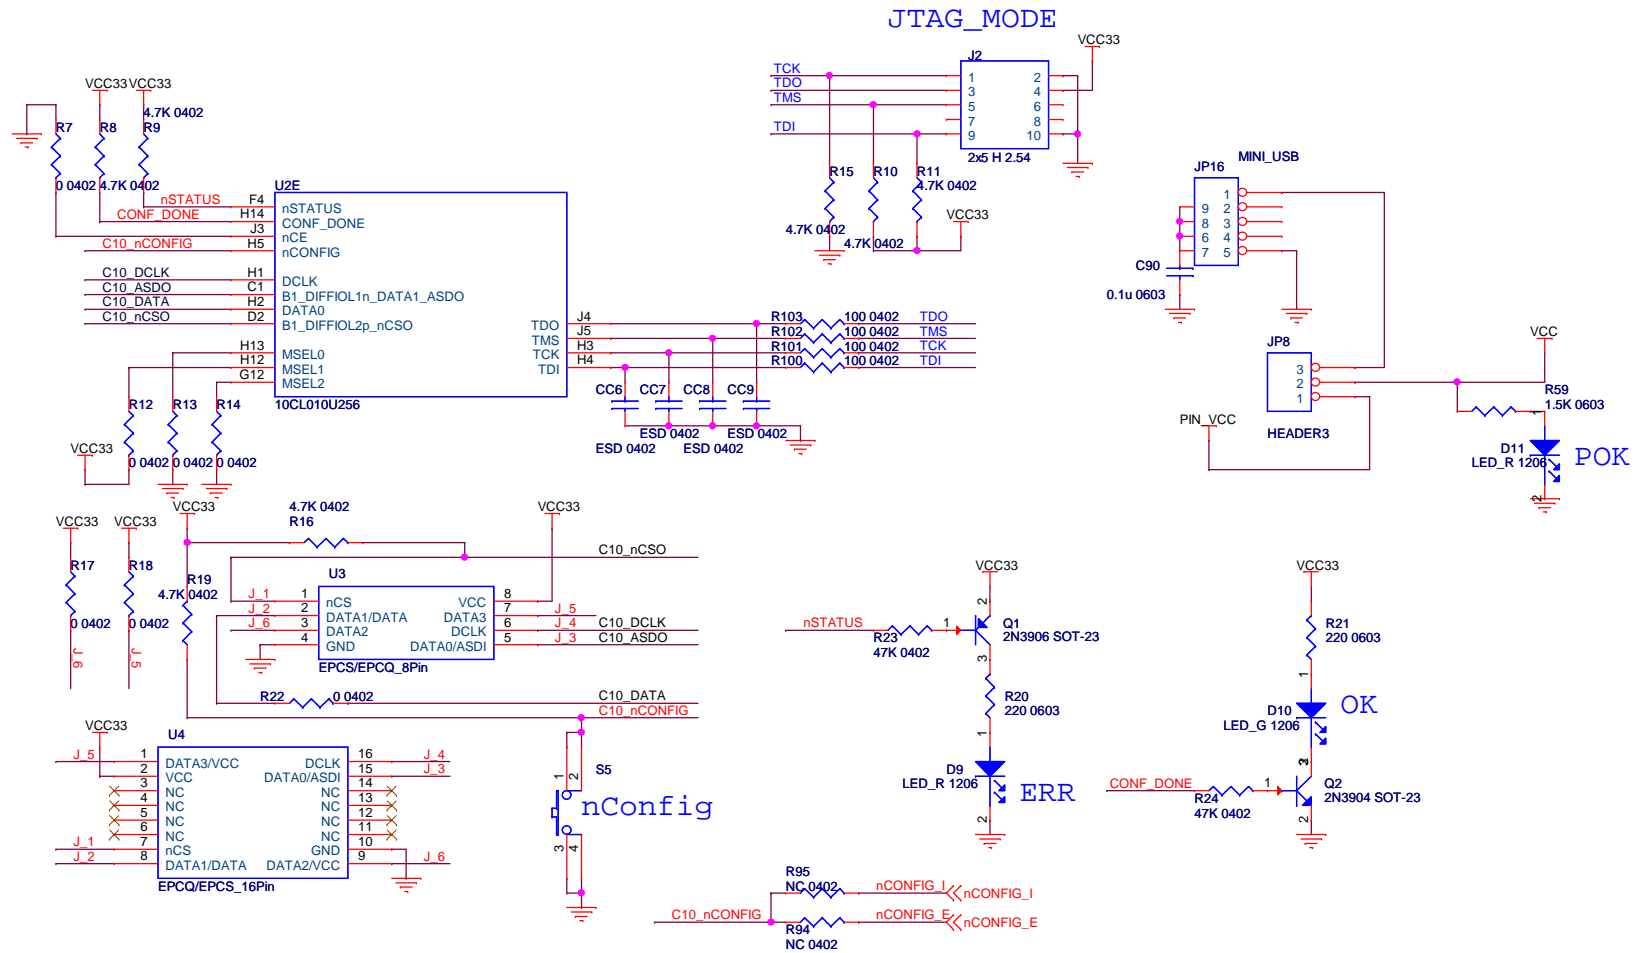 JTAG_MODE
J2
VCC33
TCK
TDO
TMS
TDI
1
3
5
7
9
2
4
6
8
10
2x5 H 2.54
R15
4.7K 0402
R10
4.7K 0402
R11
4.7K 0402
VCC33
VCC33
VCC33
4.7K 0402
R7
R8
R9
0 0402
4.7K 0402
U2E
nSTATUS F4 nSTATUS
CONF_DONE H14 CONF_DONE
J3 nCE
C10_nCONFIG H5 nCONFIG
C10_DCLK H1 DCLK
C10_ASDO C1 B1_DIFFIOL1n_DATA1_ASDO
C10_DATA H2 DATA0
C10_nCSO D2 B1_DIFFIOL2p_nCSO
H13 MSEL0
H12 MSEL1
G12 MSEL2
TDO J4 R103 100 0402 TDO
TMS J5 R102 100 0402 TMS
TCK H3 R101 100 0402 TCK
TDI H4 R100 100 0402 TDI
10CL010U256
CC6 CC7 CC8 CC9
ESD 0402 ESD 0402
ESD 0402 ESD 0402
R12 R13 R14
VCC33
0 0402 0 0402 0 0402
MINI_USB
JP16
1
2
3
4
5
9
8
6
7
C90
0.1u 0603
JP8
3
2
1
HEADER3
PIN_VCC
VCC
R59
1.5K 0603
1
D11
LED_R 1206
2
POK
VCC33 VCC33 VCC33
R17 R18 R19
0 0402 0 0402 4.7K 0402
J_6 J_5
4.7K 0402
R16
VCC33
C10_nCSO
U3
J_1 1 nCS
J_2 2 DATA1/DATA
J_6 3 DATA2
4 GND
VCC 8
DATA3 7 J_5
DCLK 6 J_4 C10_DCLK
DATA0/ASDI 5 J_3 C10_ASDO
EPCS/EPCQ_8Pin
R22 0 0402
C10_DATA
C10_nCONFIG
VCC33
U4
J_5 1 DATA3/VCC
2 VCC
3 NC
4 NC
5 NC
6 NC
J_1 7 nCS
J_2 8 DATA1/DATA
DCLK 16 J_4
DATA0/ASDI 15 J_3
NC 14
NC 13
NC 12
NC 11
GND 10
DATA2/VCC 9 J_6
EPCQ/EPCS_16Pin
1 2
S5
nConfig
3 4
VCC33
2
nSTATUS
R23
47K 0402
1
Q1
2N3906 SOT-23
3
R20
220 0603
1
D9
LED_R 1206
ERR
2
VCC33
R21
220 0603
1
D10
LED_G 1206
OK
CONF_DONE
R24
47K 0402
1
3
Q2
2N3904 SOT-23
2
R95
NC 0402
nCONFIG_I
nCONFIG_I
C10_nCONFIG
nCONFIG_E
nCONFIG_E
R94
NC 0402